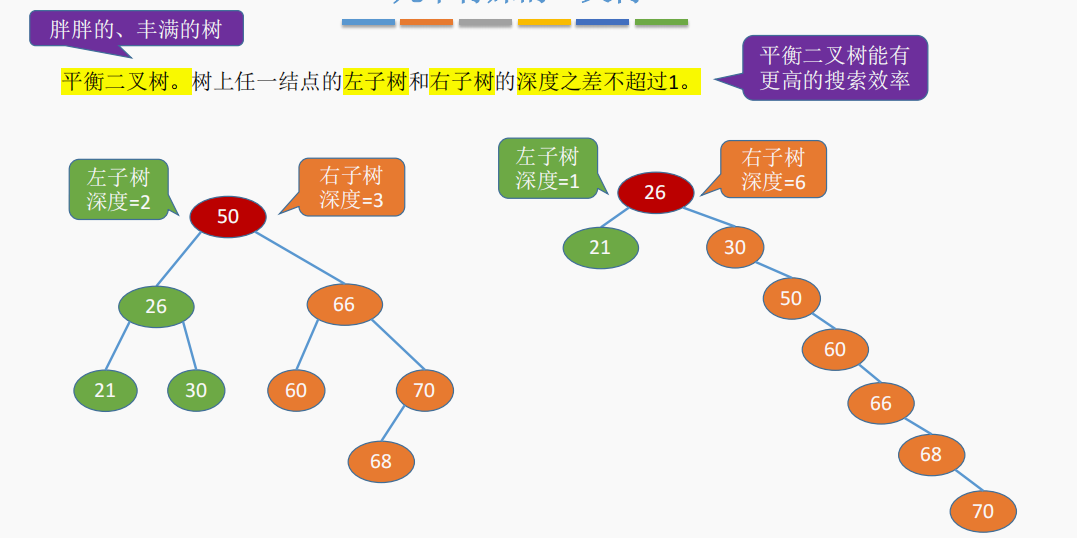 胖胖的、丰满的树
平衡二叉树。树上任一结点的左子树和右子树的深度之差不超过1。
平衡二叉树能有
更高的搜索效率
左子树
深度=2
右子树
深度=3
50
26
66
21
30
60
70
68
左子树
深度=1
右子树
深度=6
26
21
30
50
60
66
68
70